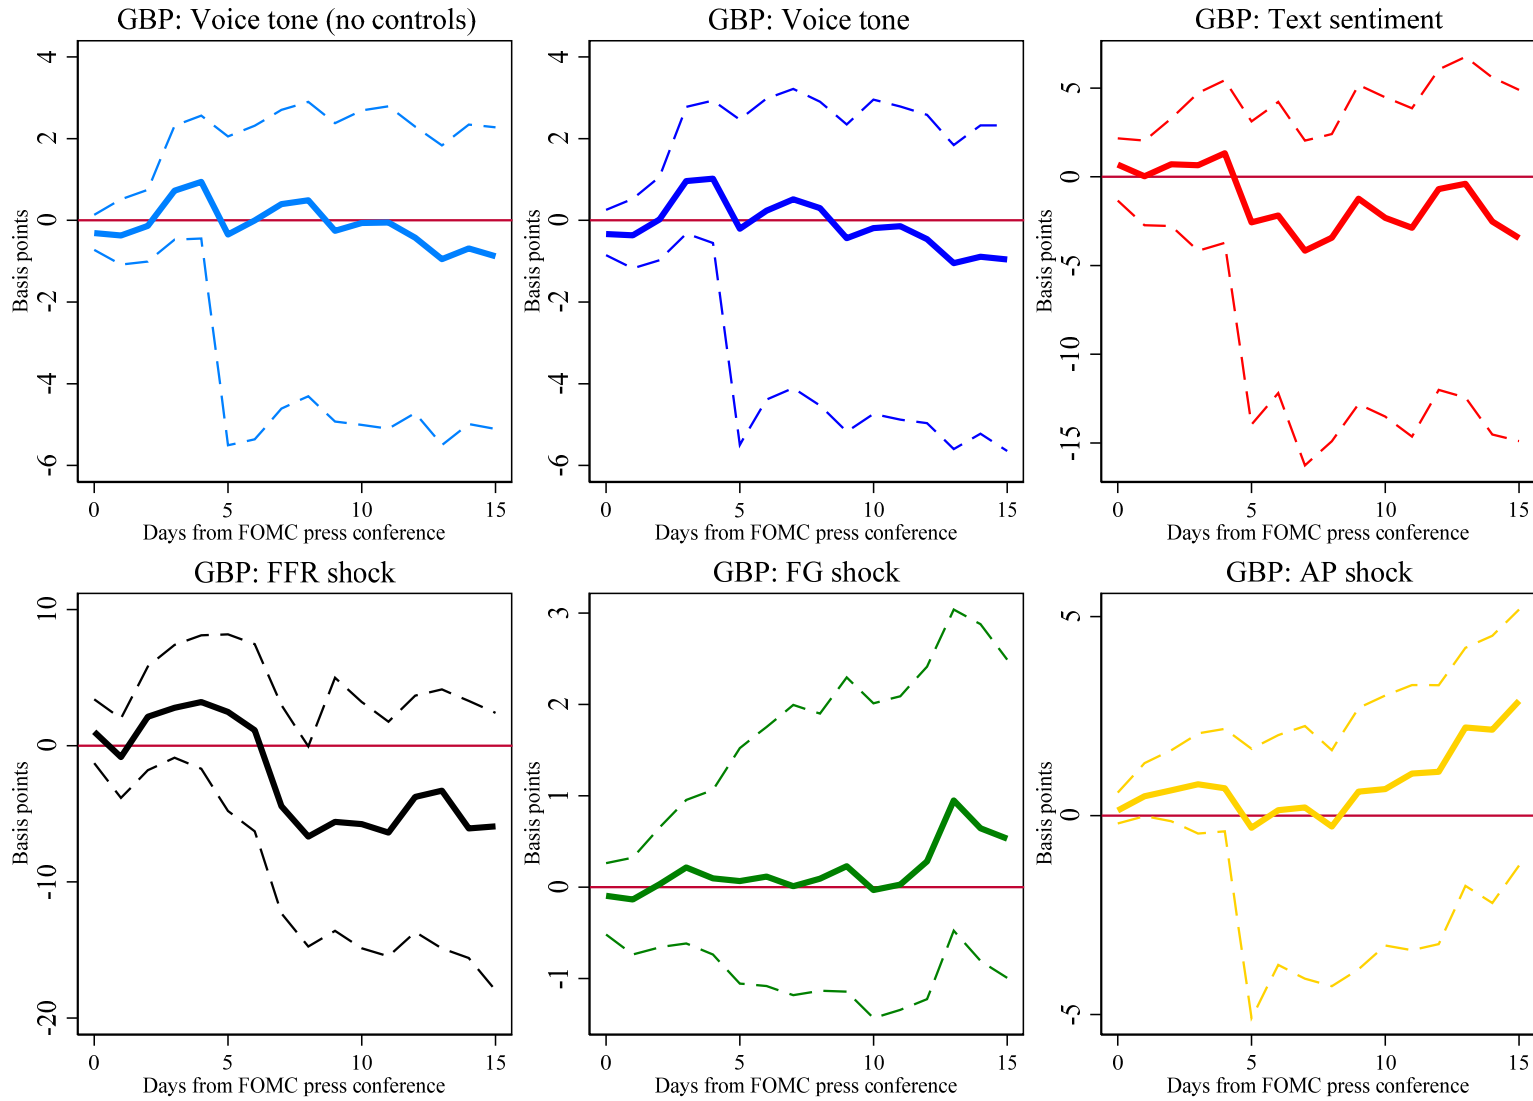 GBP: Voice tone (no controls)
4
2
0
-2
-4
-6
Basis points
0 5 10 15
Days from FOMC press conference
GBP: Voice tone
4
2
0
-2
-4
-6
Basis points
0 5 10 15
Days from FOMC press conference
GBP: Text sentiment
5
0
-5
-10
-15
Basis points
0 5 10 15
Days from FOMC press conference
GBP: FFR shock
10
0
-10
-20
Basis points
0 5 10 15
Days from FOMC press conference
GBP: FG shock
3
2
1
0
-1
Basis points
0 5 10 15
Days from FOMC press conference
GBP: AP shock
5
0
-5
Basis points
0 5 10 15
Days from FOMC press conference